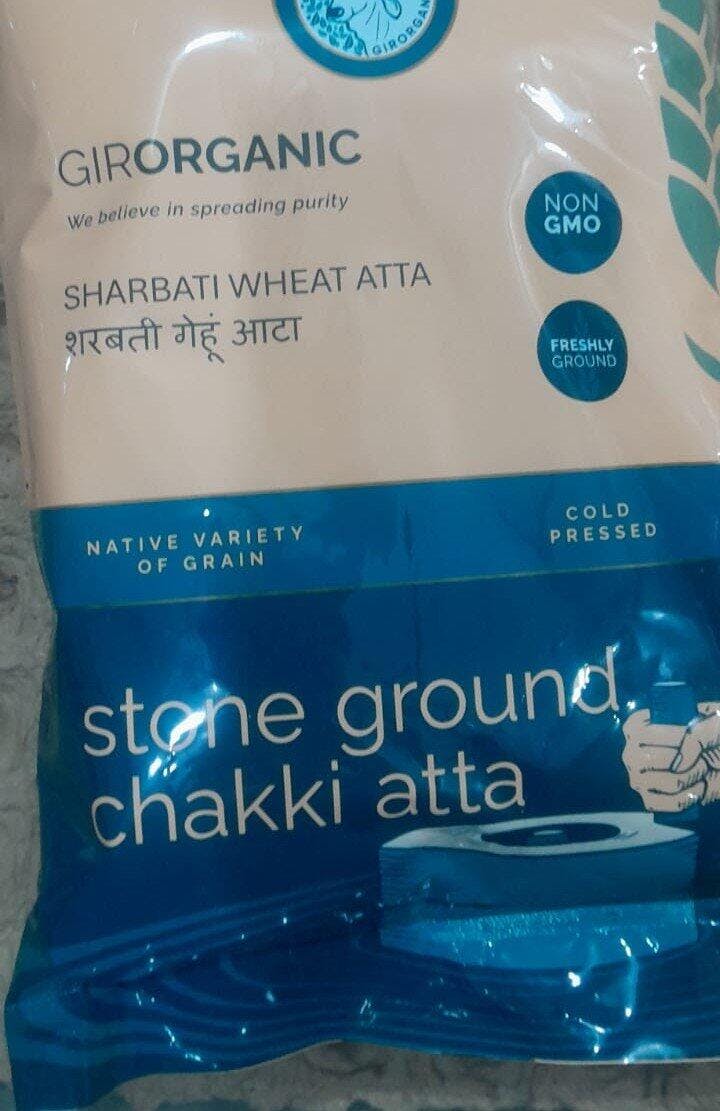 GIRORGANIC
GIRORGANIC
We believe in spreading purity
NON
GMO
SHARBATI WHEAT ATTA
शरबती गेहूं आटा
FRESHLY
GROUND
NATIVE VARIETY
OF GRAIN
COLD
PRESSED
stone ground
chakki atta